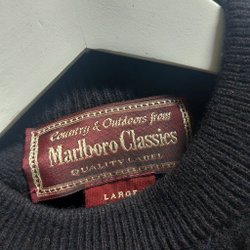 Country & Outdoors from
Marlboro Classics
QUALITY LABEL
LARGE